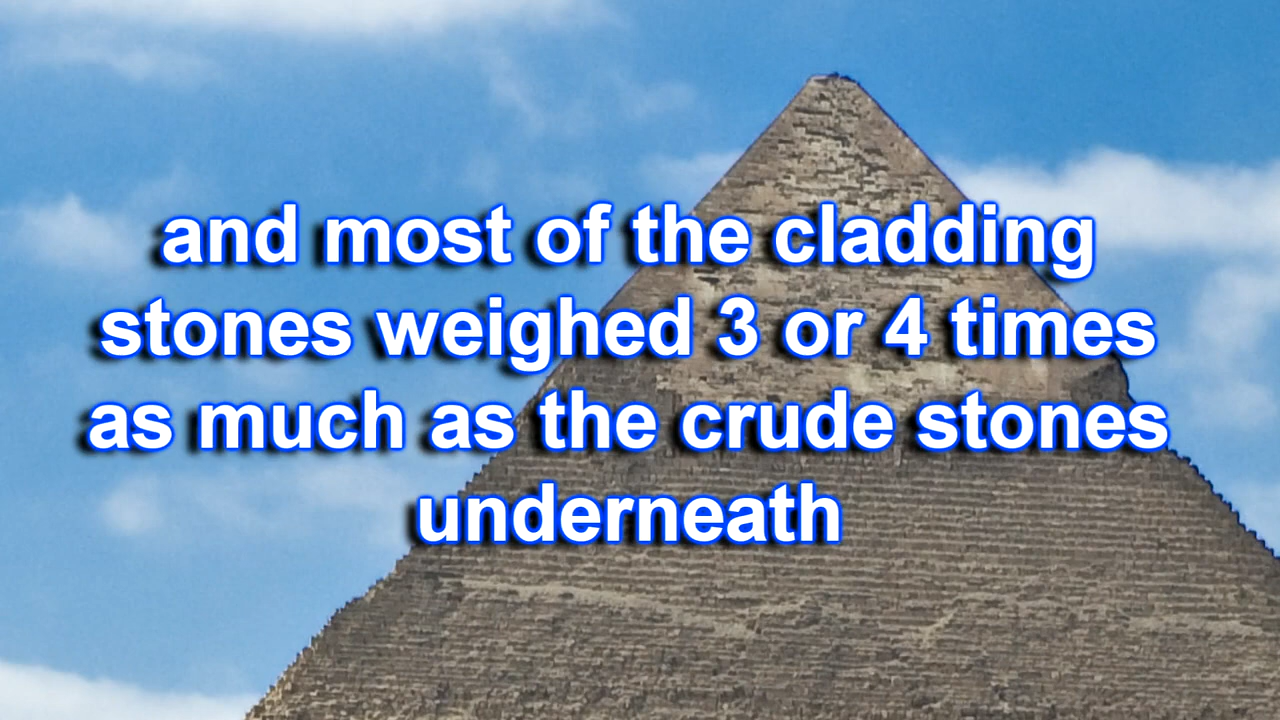 and most of the cladding
stones weighed 3 or 4 times
as much as the crude stones
underneath